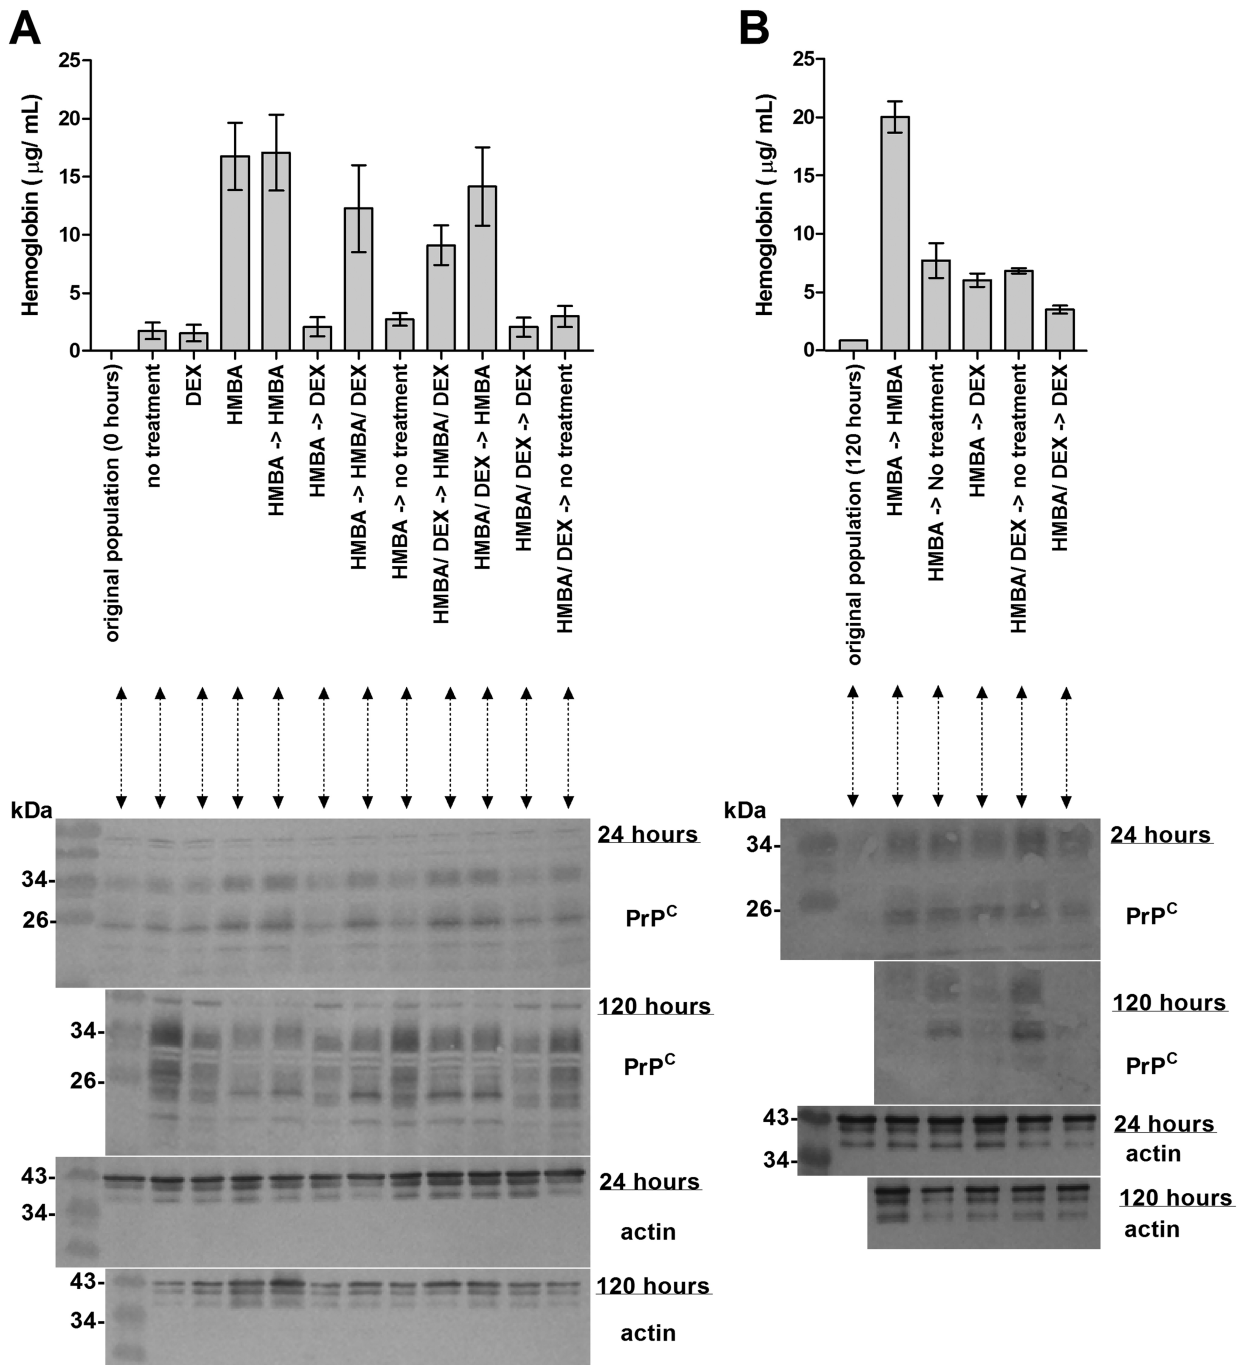 A
B
Hemoglobin ( μg/ mL)
25
20
15
10
5
0
original population (0 hours)
no treatment
DEX
HMBA
HMBA -> HMBA
HMBA -> DEX
HMBA -> HMBA/ DEX
HMBA -> no treatment
HMBA/ DEX -> HMBA/ DEX
HMBA/ DEX -> HMBA
HMBA/ DEX -> DEX
HMBA/ DEX -> no treatment
Hemoglobin ( μg/ mL)
25
20
15
10
5
0
original population (120 hours)
HMBA -> HMBA
HMBA -> No treatment
HMBA -> DEX
HMBA/ DEX -> no treatment
HMBA/ DEX -> DEX
kDa
34-
26-
24 hours
PrPC
34-
26-
120 hours
PrPC
43-
34-
24 hours
actin
43-
34-
120 hours
actin
kDa
34-
26-
24 hours
PrPC
120 hours
PrPC
43-
34-
24 hours
actin
120 hours
actin